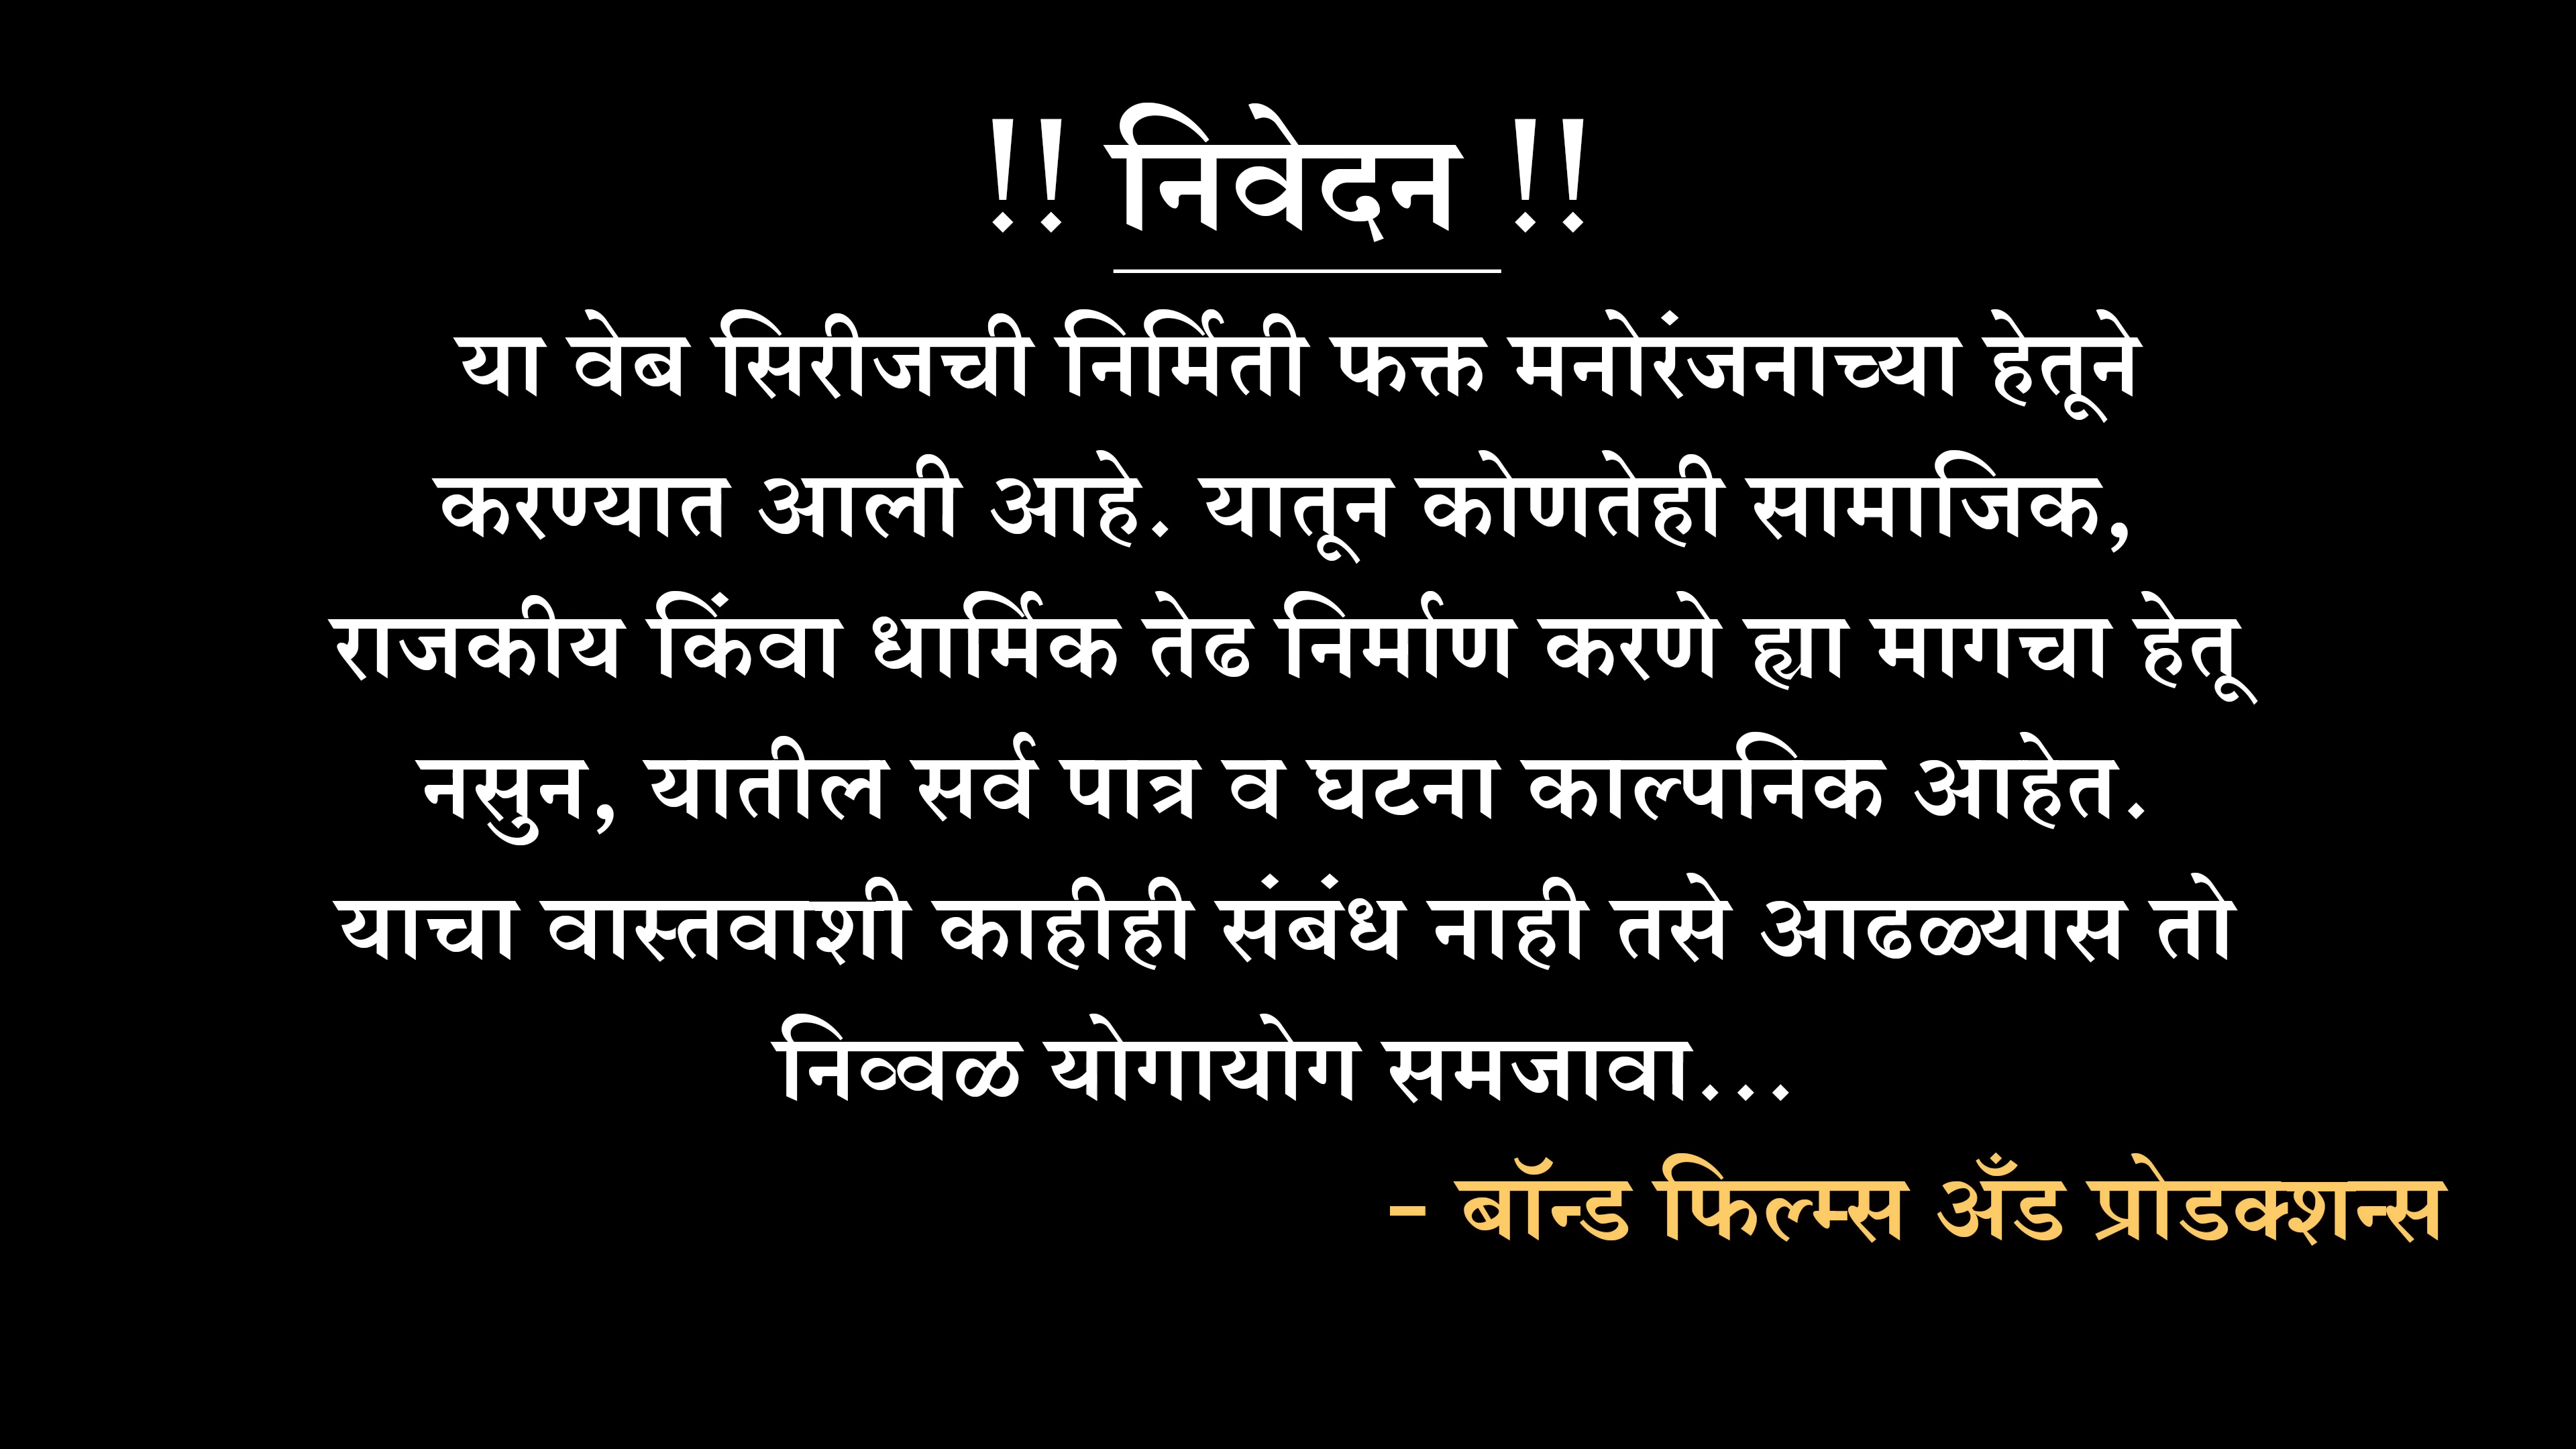 !! निवेदन !!
या वेब सिरीजची निर्मिती फक्त मनोरंजनाच्या हेतूने
करण्यात आली आहे. यातून कोणतेही सामाजिक,
राजकीय किंवा धार्मिक तेढ निर्माण करणे ह्या मागचा हेतू
नसुन, यातील सर्व पात्र व घटना काल्पनिक आहेत.
याचा वास्तवाशी काहीही संबंध नाही तसे आढळ्यास तो
निव्वळ योगायोग समजावा...
- बॉन्ड फिल्म्स अँड प्रोडक्शन्स